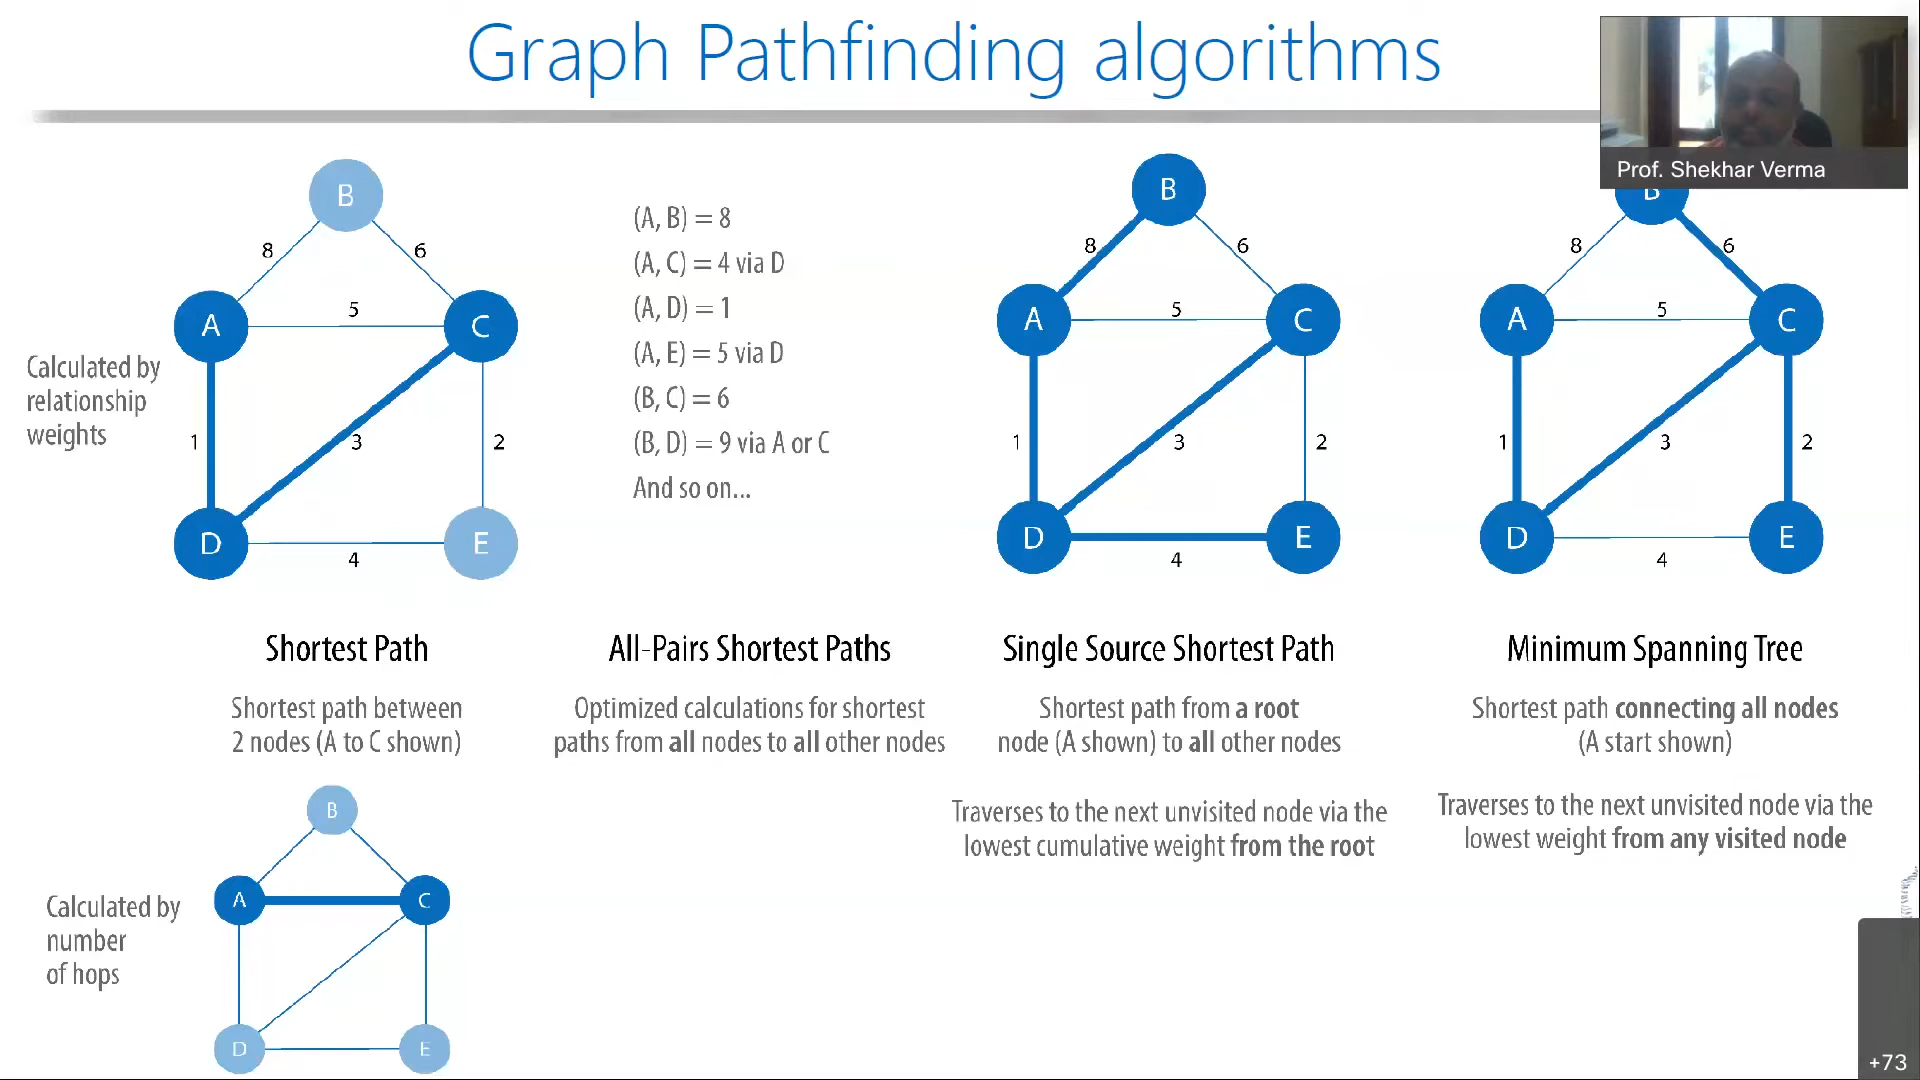 Graph Pathfinding algorithms
Prof. Shekhar Verma
Calculated by
relationship
weights
B
8
6
A
5
C
1
3
2
D
4
E
(A, B) = 8
(A, C) = 4 via D
(A, D) = 1
(A, E) = 5 via D
(B, C) = 6
(B, D) = 9 via A or C
And so on...
B
8
6
A
5
C
1
3
2
D
4
E
B
8
6
A
5
C
1
3
2
D
4
E
Shortest Path
Shortest path between
2 nodes (A to C shown)
All-Pairs Shortest Paths
Optimized calculations for shortest
paths from all nodes to all other nodes
Single Source Shortest Path
Shortest path from a root
node (A shown) to all other nodes
Traverses to the next unvisited node via the
lowest cumulative weight from the root
Minimum Spanning Tree
Shortest path connecting all nodes
(A start shown)
Traverses to the next unvisited node via the
lowest weight from any visited node
Calculated by
number
of hops
B
A
C
D
E
+73